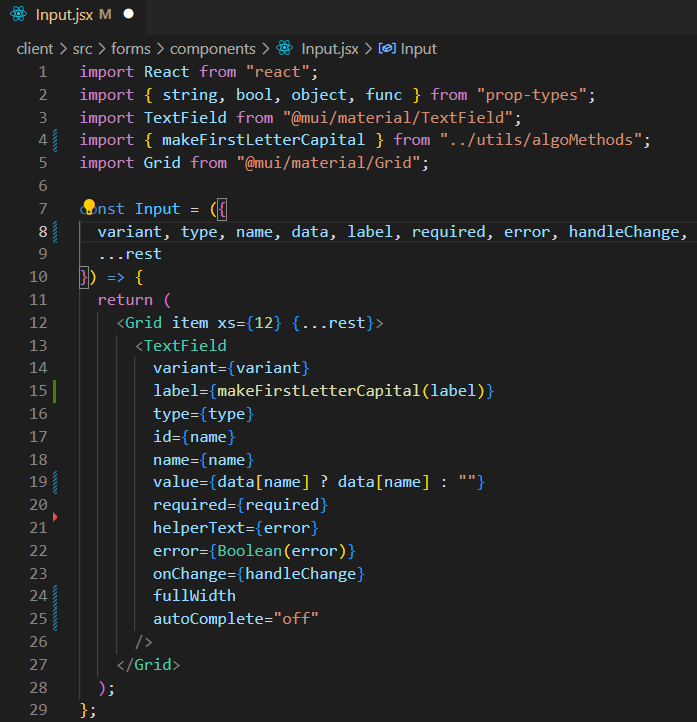 Input.jsx M
client > src > forms > components > Input.jsx > Input
1 import React from "react";
2 import { string, bool, object, func } from "prop-types";
3 import TextField from "@mui/material/TextField";
4 import { makeFirstLetterCapital } from "../utils/algoMethods";
5 import Grid from "@mui/material/Grid";
6
7 const Input = ({
8 variant, type, name, data, label, required, error, handleChange,
9 ...rest
10 }) => {
11 return (
12 <Grid item xs={12} {...rest}>
13 <TextField
14 variant={variant}
15 label={makeFirstLetterCapital(label)}
16 type={type}
17 id={name}
18 name={name}
19 value={data[name] ? data[name] : ""}
20 required={required}
21 helperText={error}
22 error={Boolean(error)}
23 onChange={handleChange}
24 fullWidth
25 autoComplete="off"
26 />
27 </Grid>
28 );
29 };